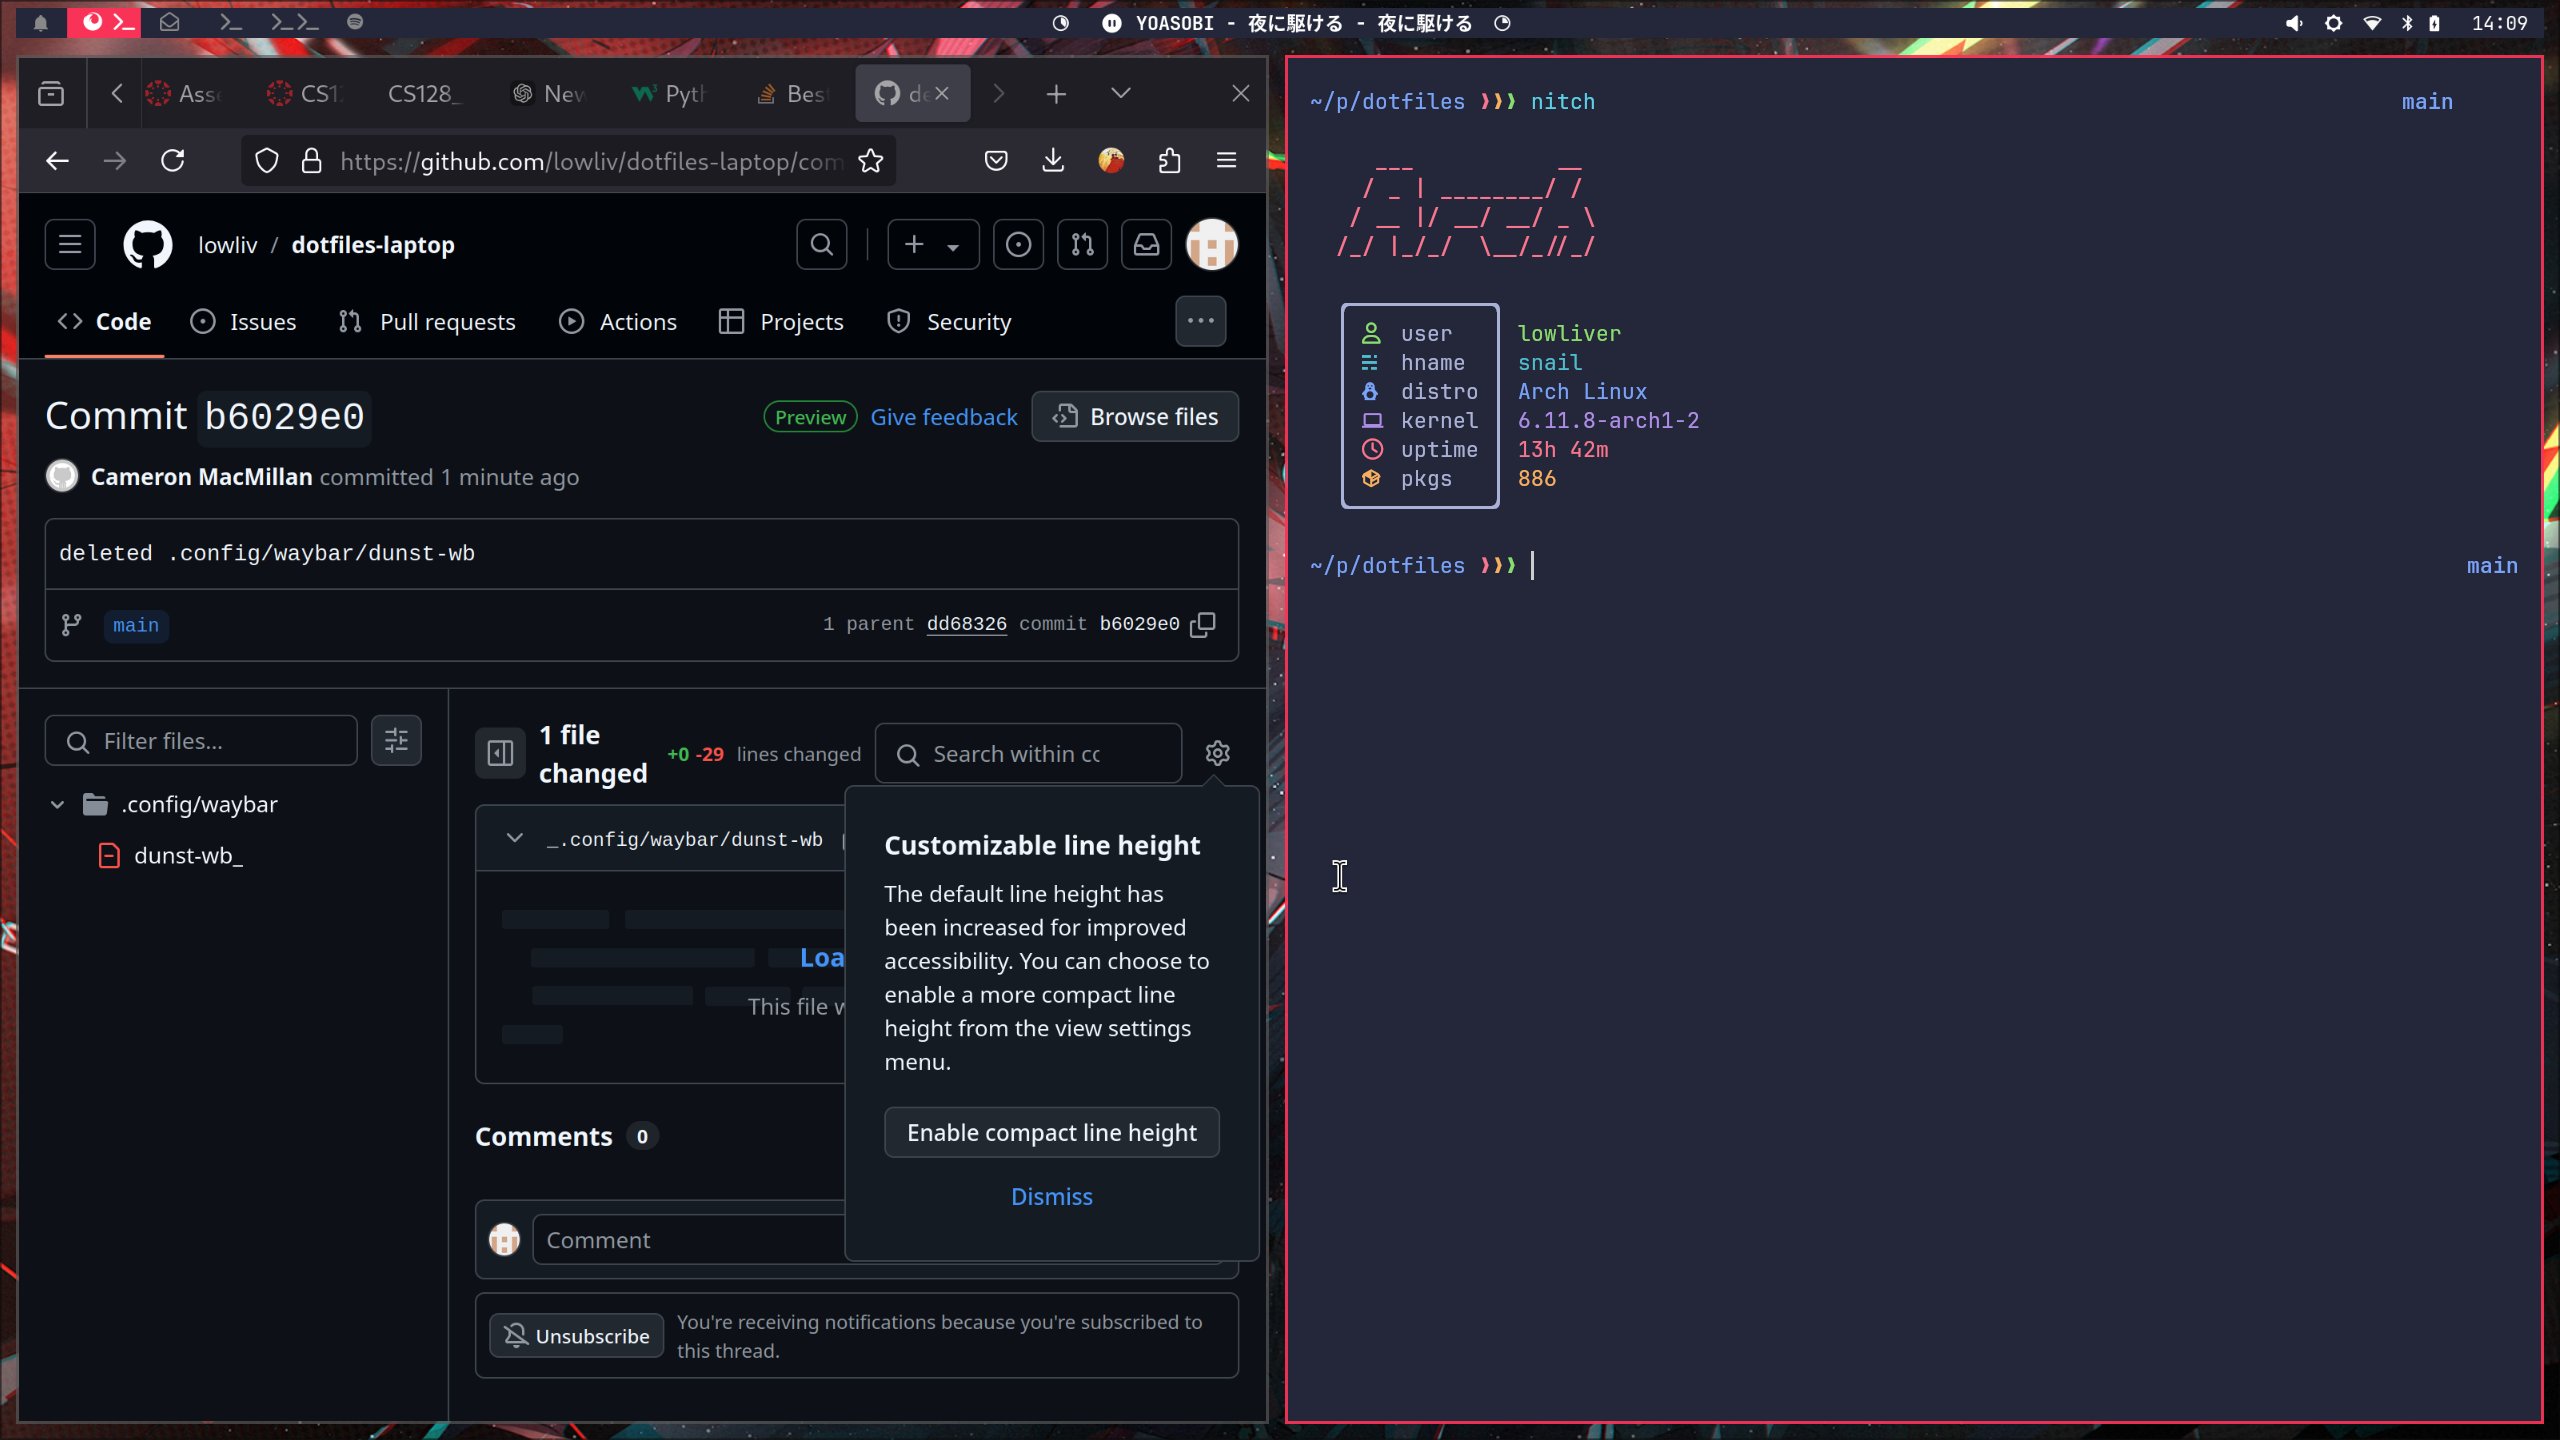 YOASOBI - 夜に駆ける - 夜に駆ける
14:09
CS128_
https://github.com/lowliv/dotfiles-laptop/com
lowliv / dotfiles-laptop
Code Issues Pull requests Actions Projects Security
Commit b6029e0
Preview Give feedback Browse files
Cameron MacMillan committed 1 minute ago
deleted .config/waybar/dunst-wb
main 1 parent dd68326 commit b6029e0
Filter files...
.config/waybar
dunst-wb_
1 file changed +0 -29 lines changed
Search within cc
_.config/waybar/dunst-wb
Loa
This file
Customizable line height
The default line height has
been increased for improved
accessibility. You can choose to
enable a more compact line
height from the view settings
menu.
Enable compact line height
Dismiss
Comments 0
Comment
Unsubscribe
You're receiving notifications because you're subscribed to
this thread.
~/p/dotfiles ❯❯❯ nitch main
user lowliver
hname snail
distro Arch Linux
kernel 6.11.8-arch1-2
uptime 13h 42m
pkgs 886
~/p/dotfiles ❯❯❯ main